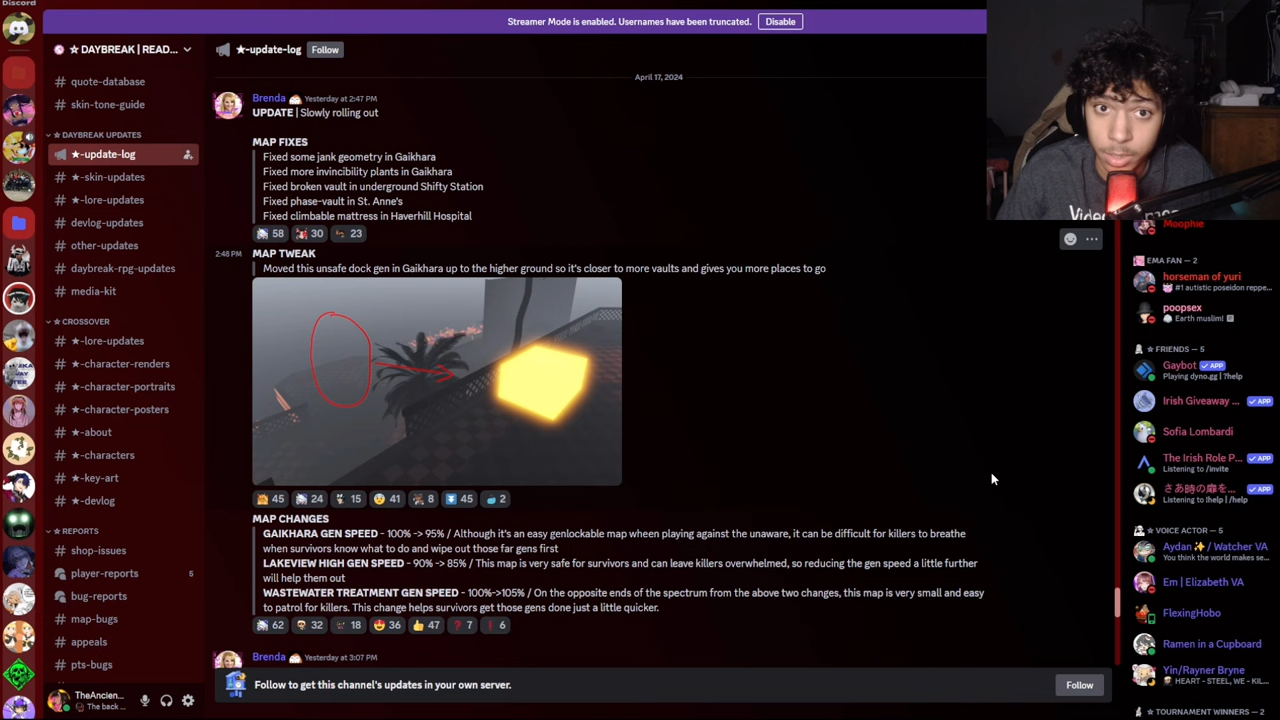 Discord
Streamer Mode is enabled. Usernames have been truncated.
Disable
☆ DAYBREAK | READ...
★-update-log
Follow
quote-database
skin-tone-guide
☆ DAYBREAK UPDATES
★-update-log
★-skin-updates
★-lore-updates
devlog-updates
other-updates
daybreak-rpg-updates
media-kit
☆ CROSSOVER
★-lore-updates
★-character-renders
★-character-portraits
★-character-posters
★-about
★-characters
★-key-art
★-devlog
☆ REPORTS
shop-issues
player-reports
5
bug-reports
map-bugs
appeals
pts-bugs
TheAncien...
The back ...
April 17, 2024
Brenda
Yesterday at 2:47 PM
UPDATE | Slowly rolling out
MAP FIXES
Fixed some jank geometry in Gaikhara
Fixed more invincibility plants in Gaikhara
Fixed broken vault in underground Shifty Station
Fixed phase-vault in St. Anne's
Fixed climbable mattress in Haverhill Hospital
58 30 23
2:48 PM
MAP TWEAK
Moved this unsafe dock gen in Gaikhara up to the higher ground so it's closer to more vaults and gives you more places to go
45 24 15 41 8 45 2
MAP CHANGES
GAIKHARA GEN SPEED - 100% -> 95% / Although it's an easy genlockable map wheen playing against the unaware, it can be difficult for killers to breathe
when survivors know what to do and wipe out those far gens first
LAKEVIEW HIGH GEN SPEED - 90% -> 85% / This map is very safe for survivors and can leave killers overwhelmed, so reducing the gen speed a little further
will help them out
WASTEWATER TREATMENT GEN SPEED - 100%->105% / On the opposite ends of the spectrum from the above two changes, this map is very small and easy
to patrol for killers. This change helps survivors get those gens done just a little quicker.
62 32 18 36 47 7 6
Brenda
Yesterday at 3:07 PM
Follow to get this channel's updates in your own server.
Follow
Moophie
EMA FAN — 2
horseman of yuri
#1 autistic poseidon reppe...
poopsex
Earth muslim!
☆ FRIENDS — 5
Gaybot
✓ APP
Playing dyno.gg | ?help
Irish Giveaway ...
✓ APP
Sofia Lombardi
The Irish Role P...
✓ APP
Listening to /invite
✓ APP
Listening to !help | /help
☆ VOICE ACTOR — 5
Aydan✨ / Watcher VA
You think the world makes se...
Em | Elizabeth VA
FlexingHobo
Ramen in a Cupboard
Yin/Rayner Bryne
HEART - STEEL, WE - KIL...
☆ TOURNAMENT WINNERS — 2